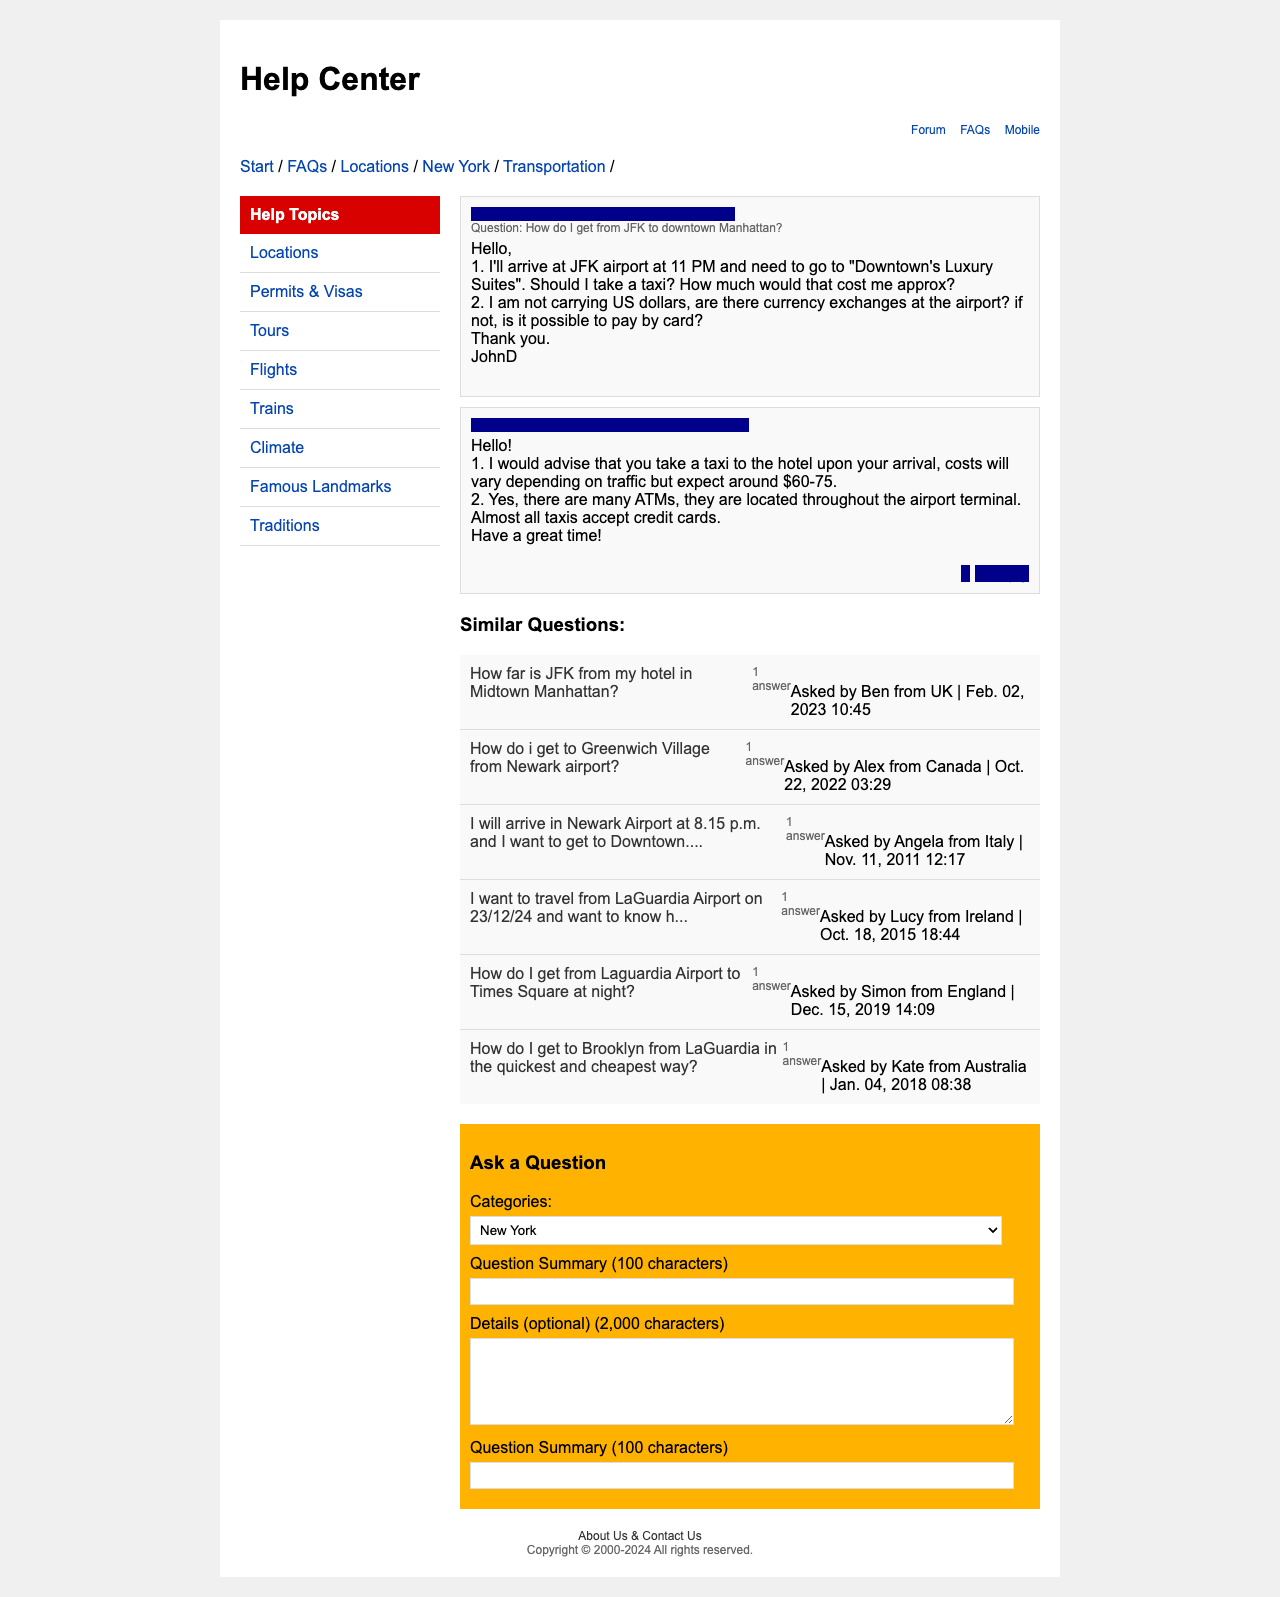 Help Center
Forum FAQs Mobile
Start / FAQs / Locations / New York / Transportation /
Help Topics
Locations
Permits & Visas
Tours
Flights
Trains
Climate
Famous Landmarks
Traditions
Question: How do I get from JFK to downtown Manhattan?
Hello,
1. I'll arrive at JFK airport at 11 PM and need to go to "Downtown's Luxury
Suites". Should I take a taxi? How much would that cost me approx?
2. I am not carrying US dollars, are there currency exchanges at the airport? if
not, is it possible to pay by card?
Thank you.
JohnD
Hello!
1. I would advise that you take a taxi to the hotel upon your arrival, costs will
vary depending on traffic but expect around $60-75.
2. Yes, there are many ATMs, they are located throughout the airport terminal.
Almost all taxis accept credit cards.
Have a great time!
Similar Questions:
How far is JFK from my hotel in
Midtown Manhattan?
1
answer
Asked by Ben from UK | Feb. 02,
2023 10:45
How do i get to Greenwich Village
from Newark airport?
1
answer
Asked by Alex from Canada | Oct.
22, 2022 03:29
I will arrive in Newark Airport at 8.15 p.m.
and I want to get to Downtown....
1
answer
Asked by Angela from Italy |
Nov. 11, 2011 12:17
I want to travel from LaGuardia Airport on
23/12/24 and want to know h...
1
answer
Asked by Lucy from Ireland |
Oct. 18, 2015 18:44
How do I get from Laguardia Airport to
Times Square at night?
1
answer
Asked by Simon from England |
Dec. 15, 2019 14:09
How do I get to Brooklyn from LaGuardia in
the quickest and cheapest way?
1
answer
Asked by Kate from Australia
| Jan. 04, 2018 08:38
Ask a Question
Categories:
New York
Question Summary (100 characters)
Details (optional) (2,000 characters)
Question Summary (100 characters)
About Us & Contact Us
Copyright © 2000-2024 All rights reserved.